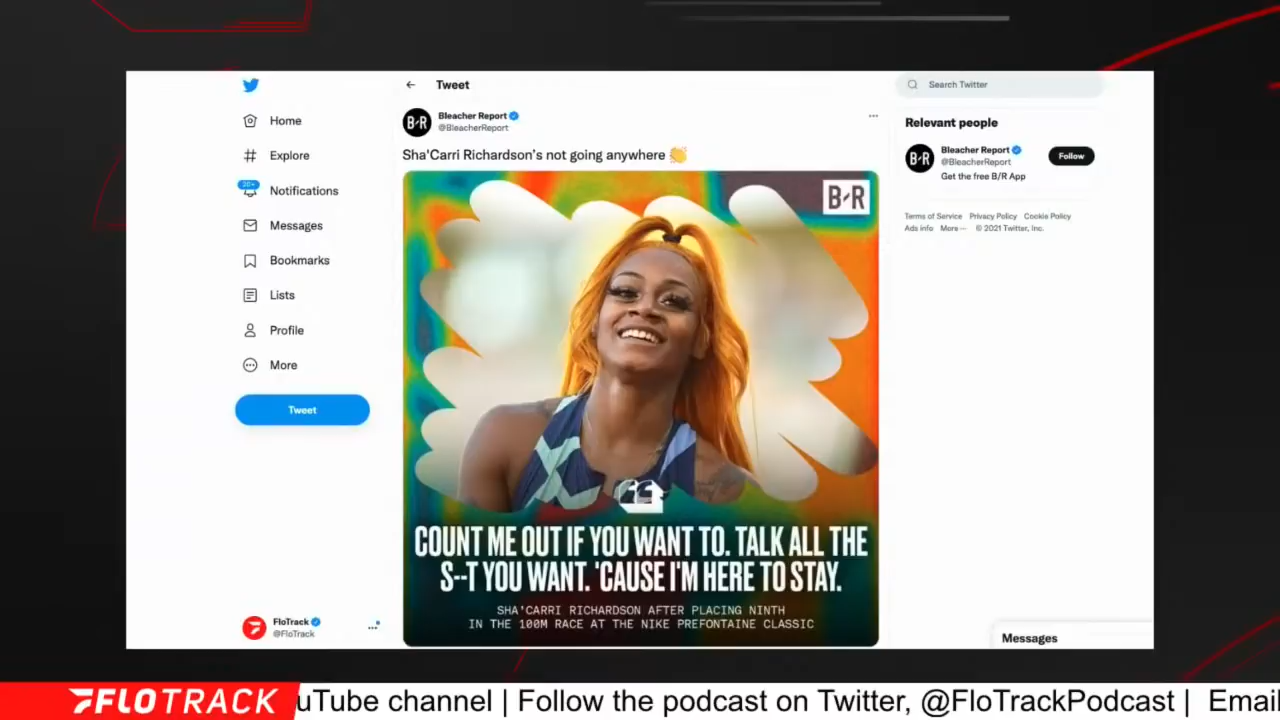 Home
Explore
20+
Notifications
Messages
Bookmarks
Lists
Profile
More
Tweet
FloTrack
@FloTrack
Tweet
Bleacher Report
@BleacherReport
Sha'Carri Richardson's not going anywhere
B/R
B/R
COUNT ME OUT IF YOU WANT TO. TALK ALL THE
S--T YOU WANT. 'CAUSE I'M HERE TO STAY.
SHA'CARRI RICHARDSON AFTER PLACING NINTH
IN THE 100M RACE AT THE NIKE PREFONTAINE CLASSIC
Search Twitter
Relevant people
B/R
Bleacher Report
@BleacherReport
Follow
Get the free B/R App
Terms of Service Privacy Policy Cookie Policy
Ads info More ··· © 2021 Twitter, Inc.
Messages
FLOTRACK
uTube channel | Follow the podcast on Twitter, @FloTrackPodcast | Email